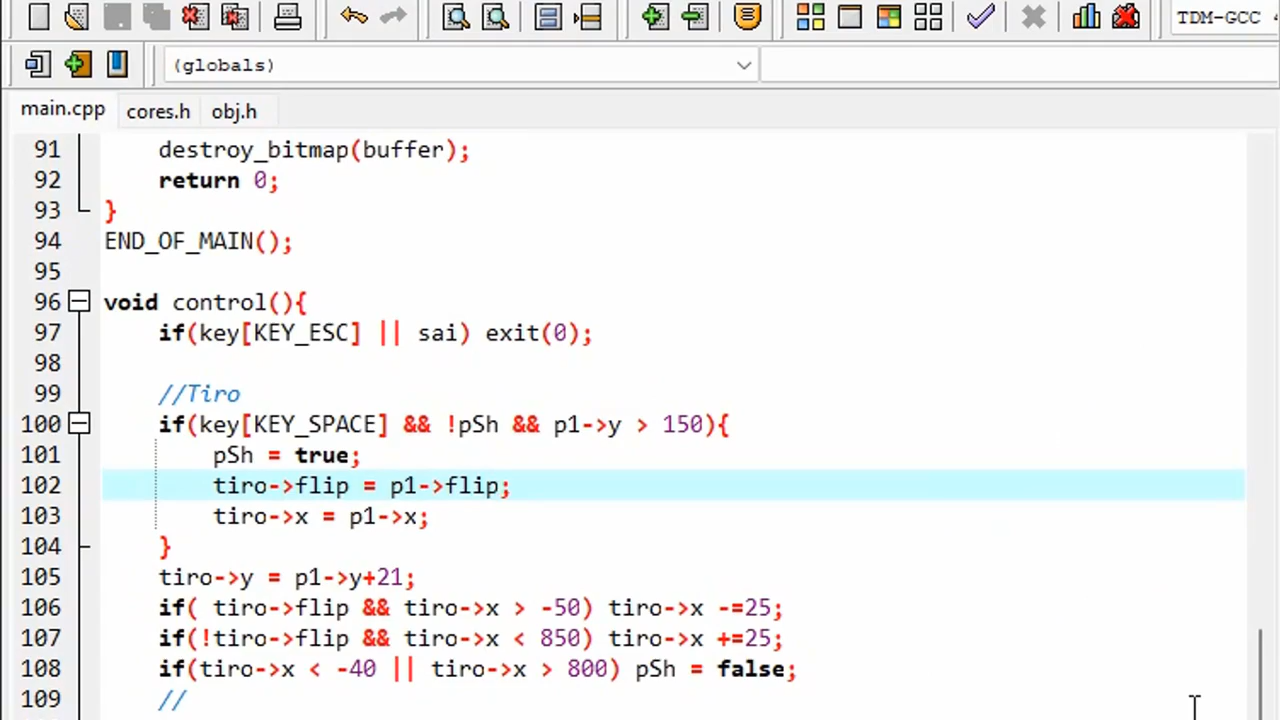 TDM-GCC
(globals)
main.cpp cores.h obj.h
91 destroy_bitmap(buffer);
92 return 0;
93 }
94 END_OF_MAIN();
95
96 void control(){
97 if(key[KEY_ESC] || sai) exit(0);
98
99 //Tiro
100 if(key[KEY_SPACE] && !pSh && p1->y > 150){
101 pSh = true;
102 tiro->flip = p1->flip;
103 tiro->x = p1->x;
104 }
105 tiro->y = p1->y+21;
106 if( tiro->flip && tiro->x > -50) tiro->x -=25;
107 if(!tiro->flip && tiro->x < 850) tiro->x +=25;
108 if(tiro->x < -40 || tiro->x > 800) pSh = false;
109 //